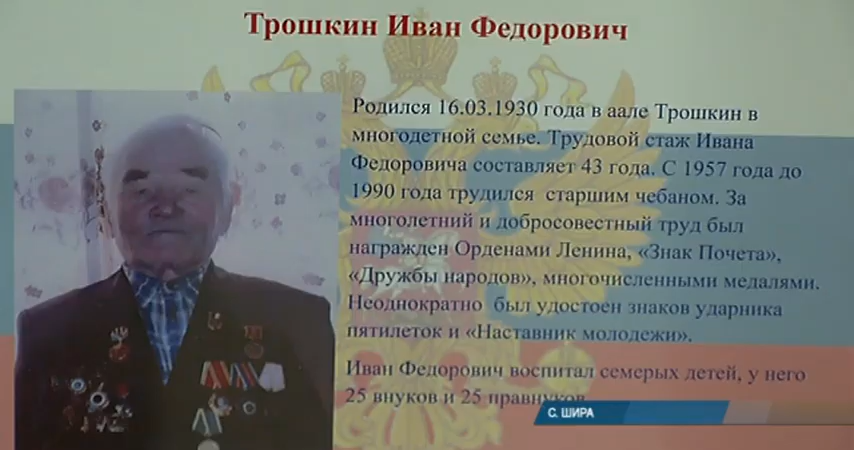 Трошкин Иван Федорович
Родился 16.03.1930 года в аале Трошкин в
многодетной семье. Трудовой стаж Ивана
Федоровича составляет 43 года. С 1957 года до
1990 года трудился старшим чебаном. За
многолетний и добросовестный труд был
награжден Орденами Ленина, «Знак Почета»,
«Дружбы народов», многочисленными медалями.
Неоднократно был удостоен знаков ударника
пятилеток и «Наставник молодежи».
Иван Федорович воспитал семерых детей, у него
25 внуков и 25 правнуков
С. ШИРА